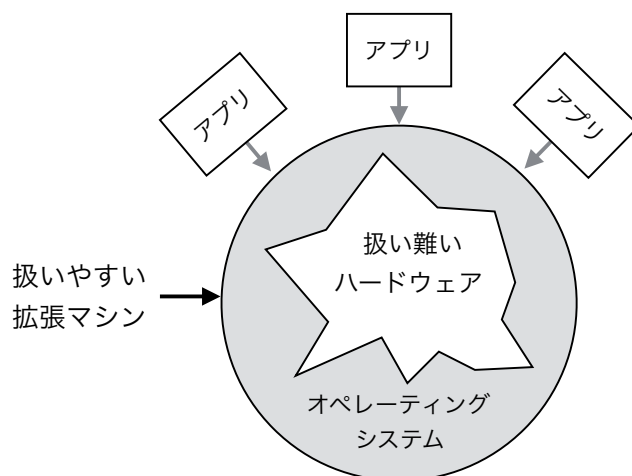 アプリ
アプリ
アプリ
扱い難い
ハードウェア
扱いやすい
拡張マシン
オペレーティング
システム